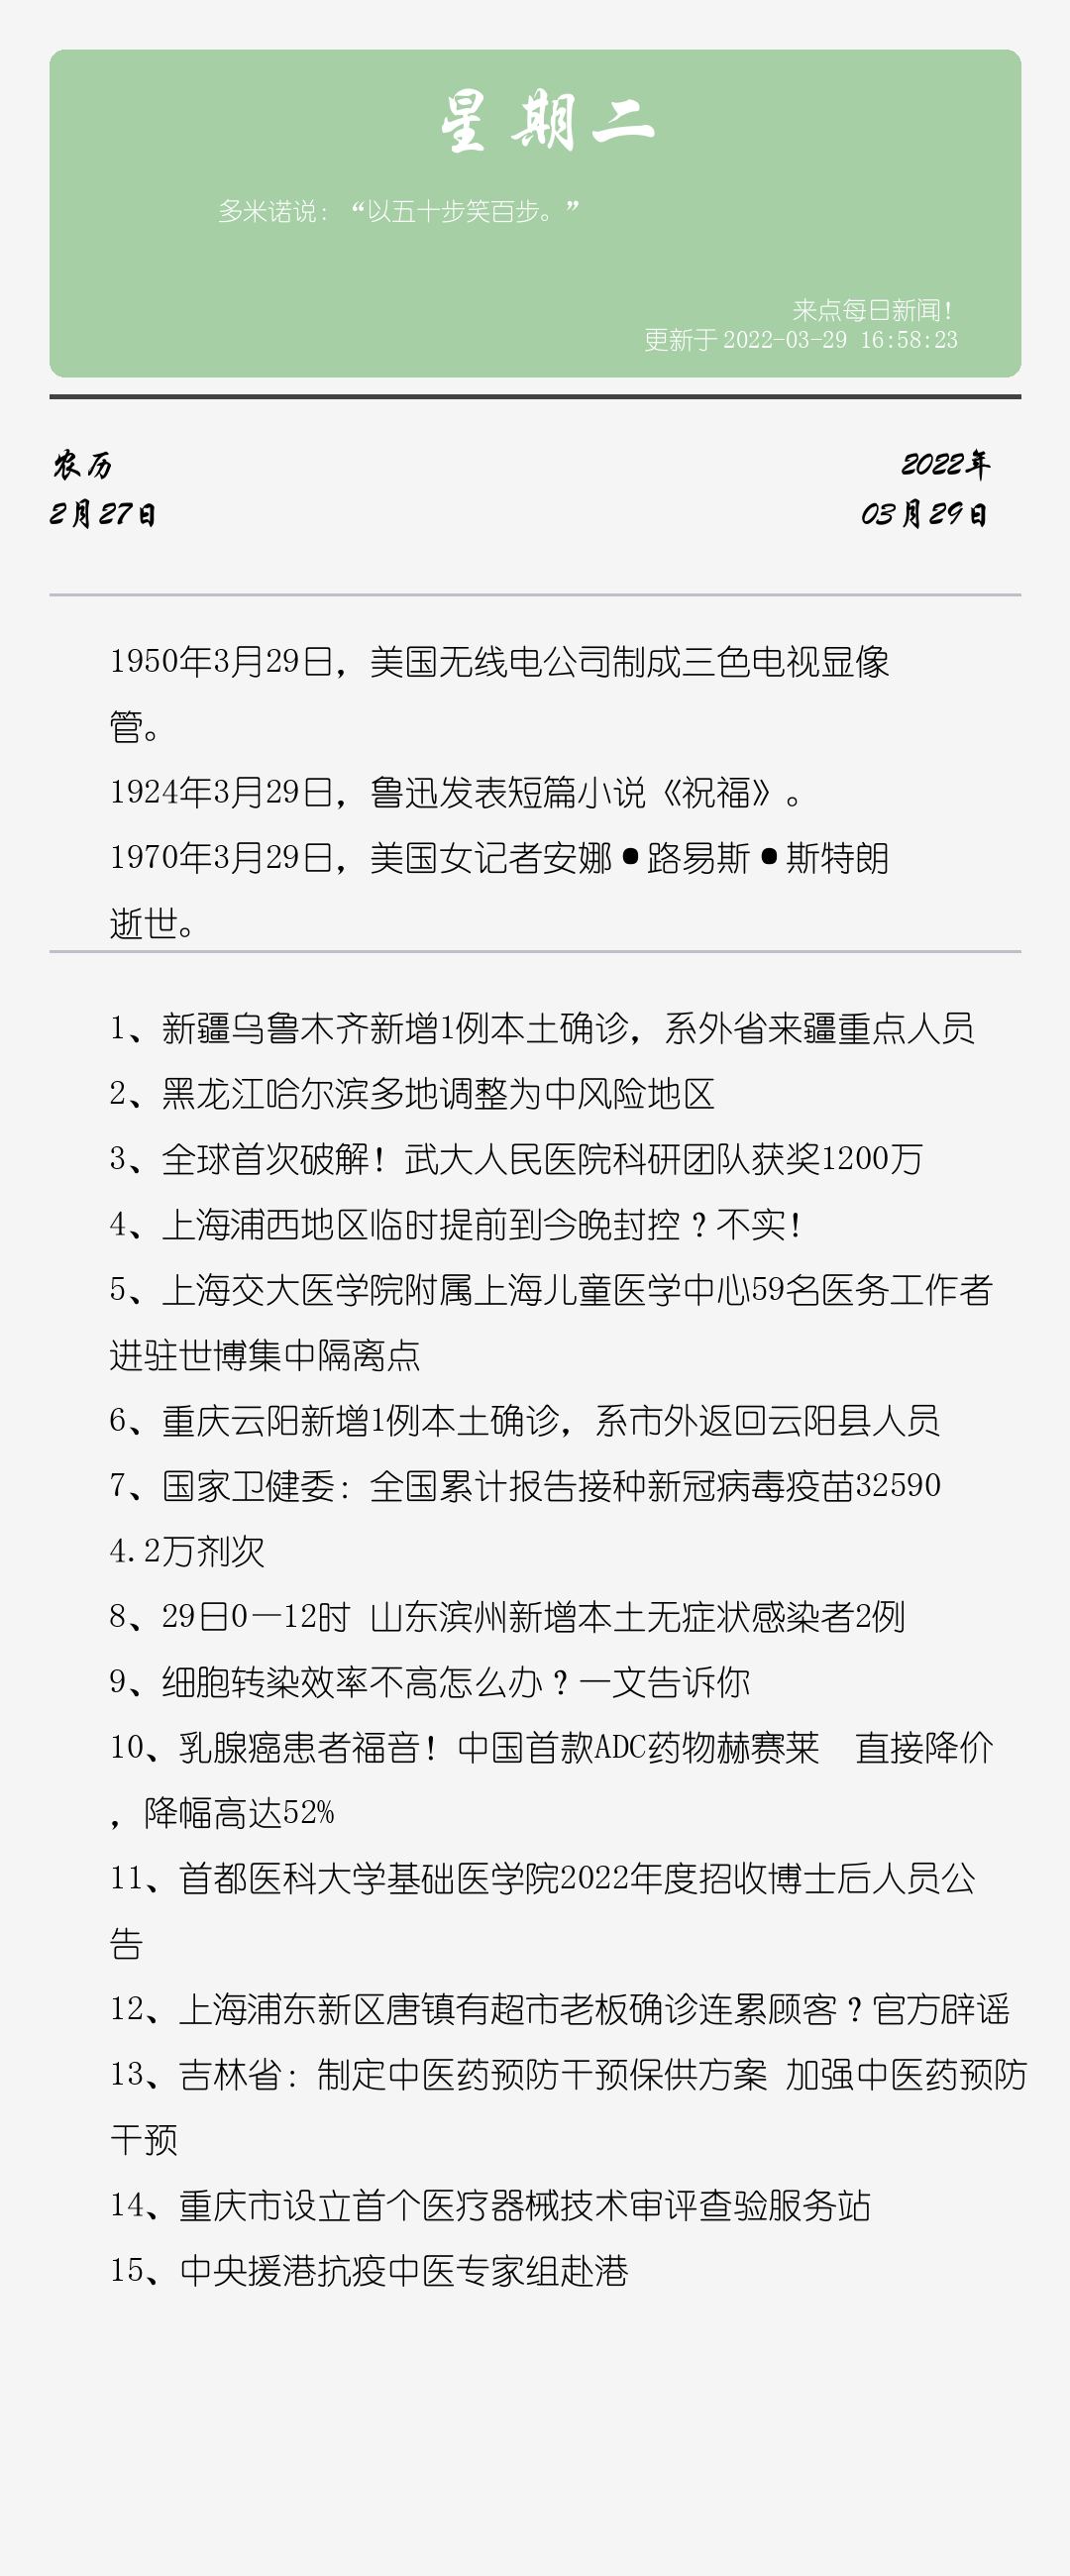 星期二
多米诺说：“以五十步笑百步。”
来点每日新闻！
更新于 2022-03-29 16:58:23
农历
2022年
2月27日
03月29日
1950年3月29日，美国无线电公司制成三色电视显像
管。
1924年3月29日，鲁迅发表短篇小说《祝福》。
1970年3月29日，美国女记者安娜·路易斯·斯特朗
逝世。
1、新疆乌鲁木齐新增1例本土确诊，系外省来疆重点人员
2、黑龙江哈尔滨多地调整为中风险地区
3、全球首次破解！武大人民医院科研团队获奖1200万
4、上海浦西地区临时提前到今晚封控？不实！
5、上海交大医学院附属上海儿童医学中心59名医务工作者
进驻世博集中隔离点
6、重庆云阳新增1例本土确诊，系市外返回云阳县人员
7、国家卫健委：全国累计报告接种新冠病毒疫苗32590
4.2万剂次
8、29日0—12时 山东滨州新增本土无症状感染者2例
9、细胞转染效率不高怎么办？一文告诉你
10、乳腺癌患者福音！中国首款ADC药物赫赛莱　直接降价
，降幅高达52%
11、首都医科大学基础医学院2022年度招收博士后人员公
告
12、上海浦东新区唐镇有超市老板确诊连累顾客？官方辟谣
13、吉林省：制定中医药预防干预保供方案 加强中医药预防
干预
14、重庆市设立首个医疗器械技术审评查验服务站
15、中央援港抗疫中医专家组赴港